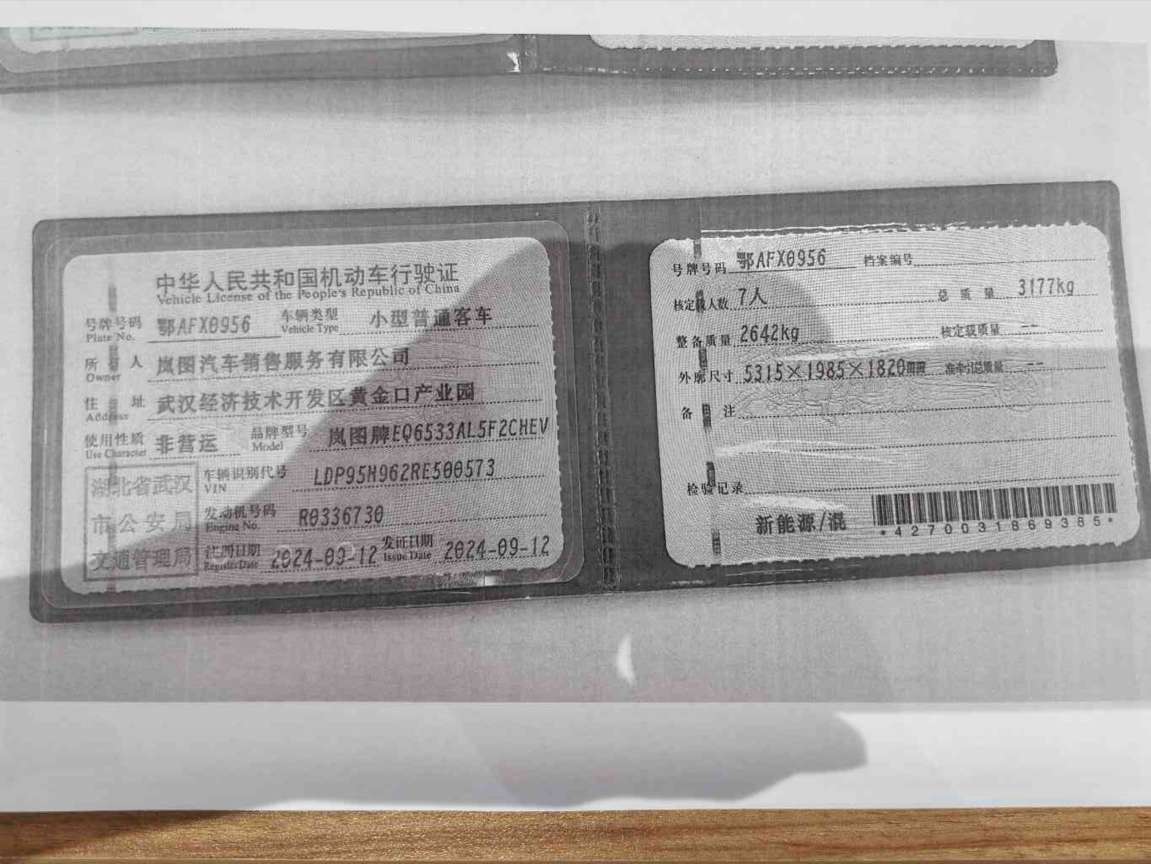 中华人民共和国机动车行驶证
Vehicle License of the People's Republic of China
号牌号码 鄂AFX0956 车辆类型 小型普通客车
Plate No. Vehicle Type
所有人 岚图汽车销售服务有限公司
Owner
住址 武汉经济技术开发区黄金口产业园
Address
使用性质 非营运 品牌型号 岚图牌EQ6533AL5F2CHEV
Use Character Model
湖北省武汉
市公安局
交通管理局
车辆识别代号 LDP95H962RE500573
VIN
发动机号码 R0336730
Engine No.
注册日期 2024-09-12 发证日期 2024-09-12
Register Date Issue Date
号牌号码 鄂AFX0956 档案编号
核定载人数 7人 总质量 3177kg
整备质量 2642kg 核定载质量 --
外廓尺寸 5315×1985×1820mm 准牵引总质量 --
备注
检验记录
新能源/混
*4270031869385*